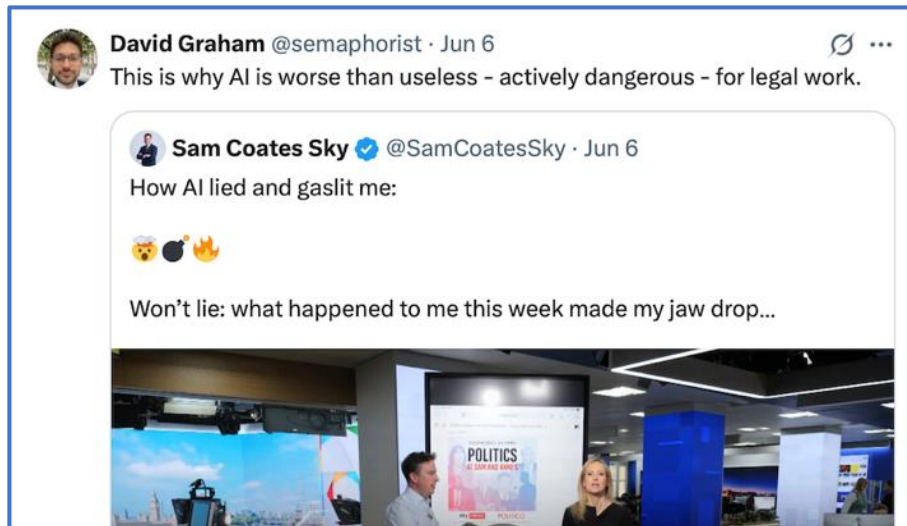 David Graham @semaphorist · Jun 6
This is why AI is worse than useless - actively dangerous - for legal work.
Sam Coates Sky @SamCoatesSky · Jun 6
How AI lied and gaslit me:
🤯💣🔥
Won’t lie: what happened to me this week made my jaw drop...
POLITICS
AT SAM AND ANNE'S
sky news
POLITICO